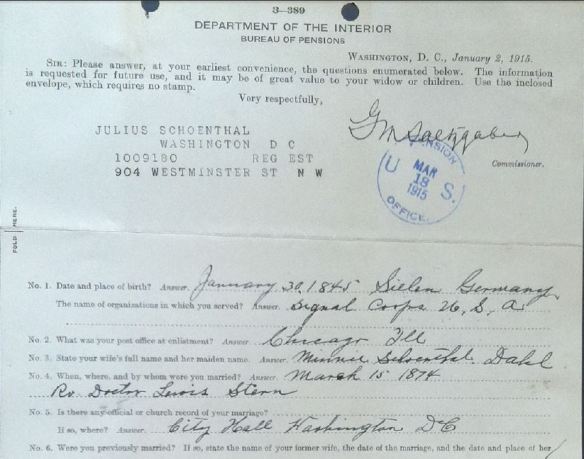 3—389
DEPARTMENT OF THE INTERIOR
BUREAU OF PENSIONS
WASHINGTON, D. C., January 2, 1915.
SIR: Please answer, at your earliest convenience, the questions enumerated below. The information
is requested for future use, and it may be of great value to your widow or children. Use the inclosed
envelope, which requires no stamp.
Very respectfully,
G M Saltzgaber
Commissioner.
JULIUS SCHOENTHAL
WASHINGTON D C
1009180 REG EST
904 WESTMINSTER ST N W
PENSION
U MAR S.
18
1915
OFFICE.
FOLD HERE.
No. 1. Date and place of birth? Answer. January 30, 1845 Sielen Germany
The name of organizations in which you served? Answer. Signal Corps U, S, A
No. 2. What was your post office at enlistment? Answer. Chicago Ill
No. 3. State your wife's full name and her maiden name. Answer. Minnie Schoenthal Dahl
No. 4. When, where, and by whom were you married? Answer. March 15 1874
Rv Doctor Lewis Stern
No. 5. Is there any official or church record of your marriage?
If so, where? Answer. City Hall Washington DC
No. 6. Were you previously married? If so, state the name of your former wife, the date of the marriage, and the date and place of her